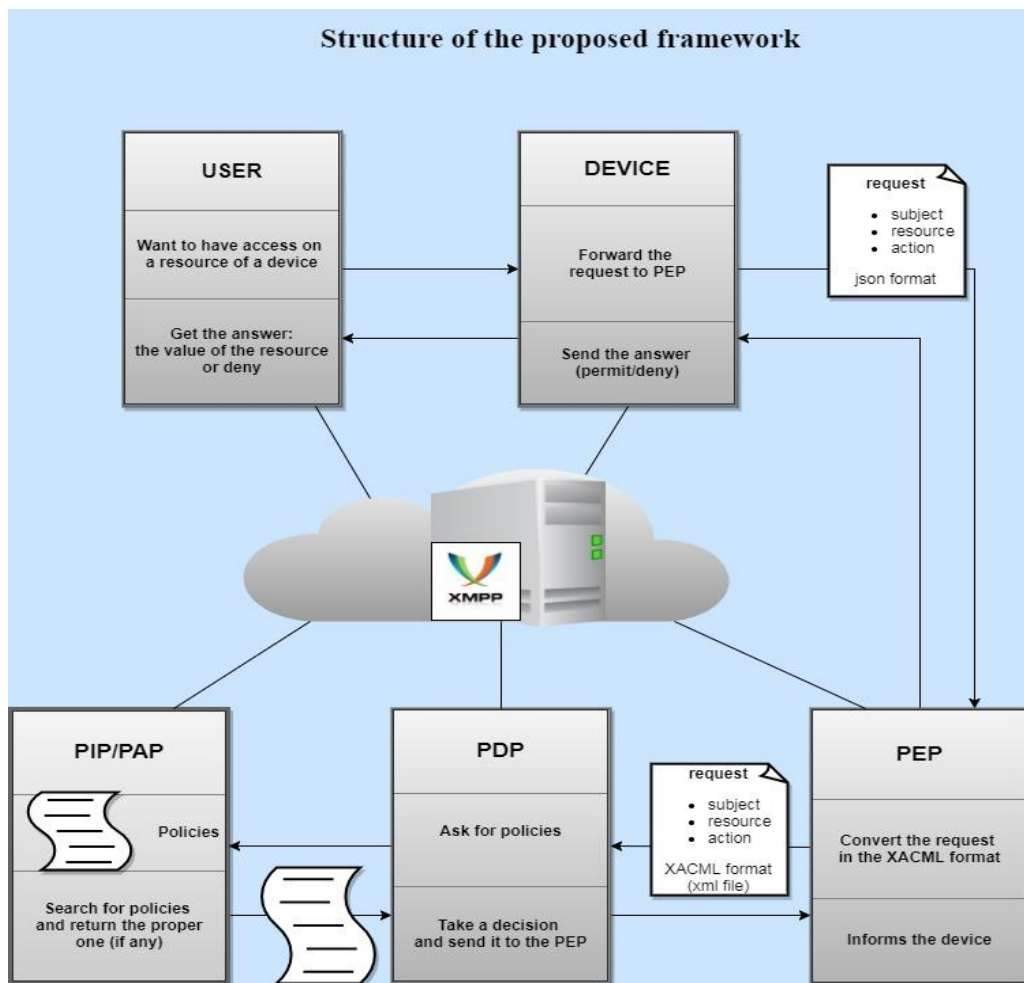 Structure of the proposed framework
USER
Want to have access on
a resource of a device
Get the answer:
the value of the resource
or deny
DEVICE
Forward the
request to PEP
Send the answer
(permit/deny)
request
• subject
• resource
• action
json format
XMPP
PIP/PAP
Policies
Search for policies
and return the proper
one (if any)
PDP
Ask for policies
Take a decision
and send it to the PEP
request
• subject
• resource
• action
XACML format
(xml file)
PEP
Convert the request
in the XACML format
Informs the device